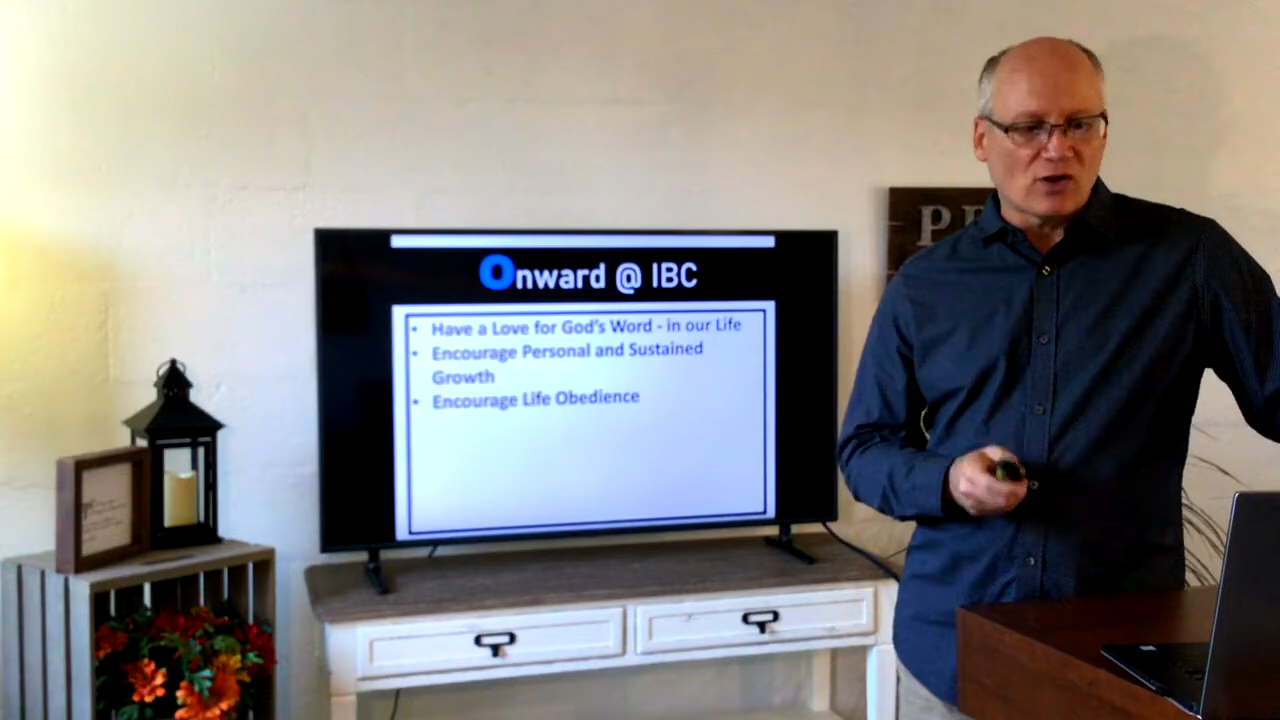 Onward @ IBC
• Have a Love for God's Word - in our Life
• Encourage Personal and Sustained
Growth
• Encourage Life Obedience